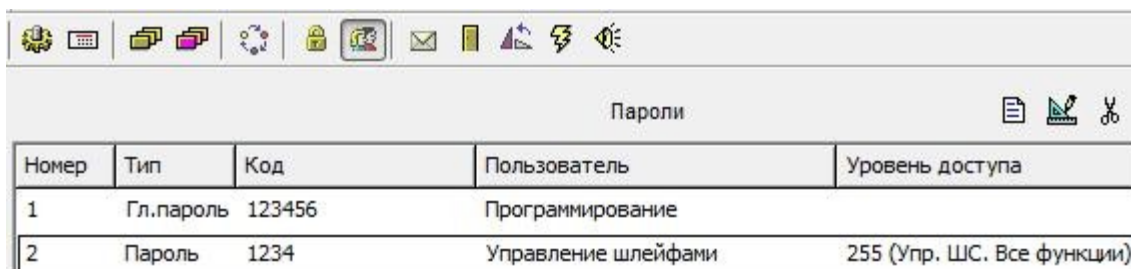 Пароли
Номер Тип Код Пользователь Уровень доступа
1 Гл.пароль 123456 Программирование
2 Пароль 1234 Управление шлейфами 255 (Упр. ШС. Все функции)